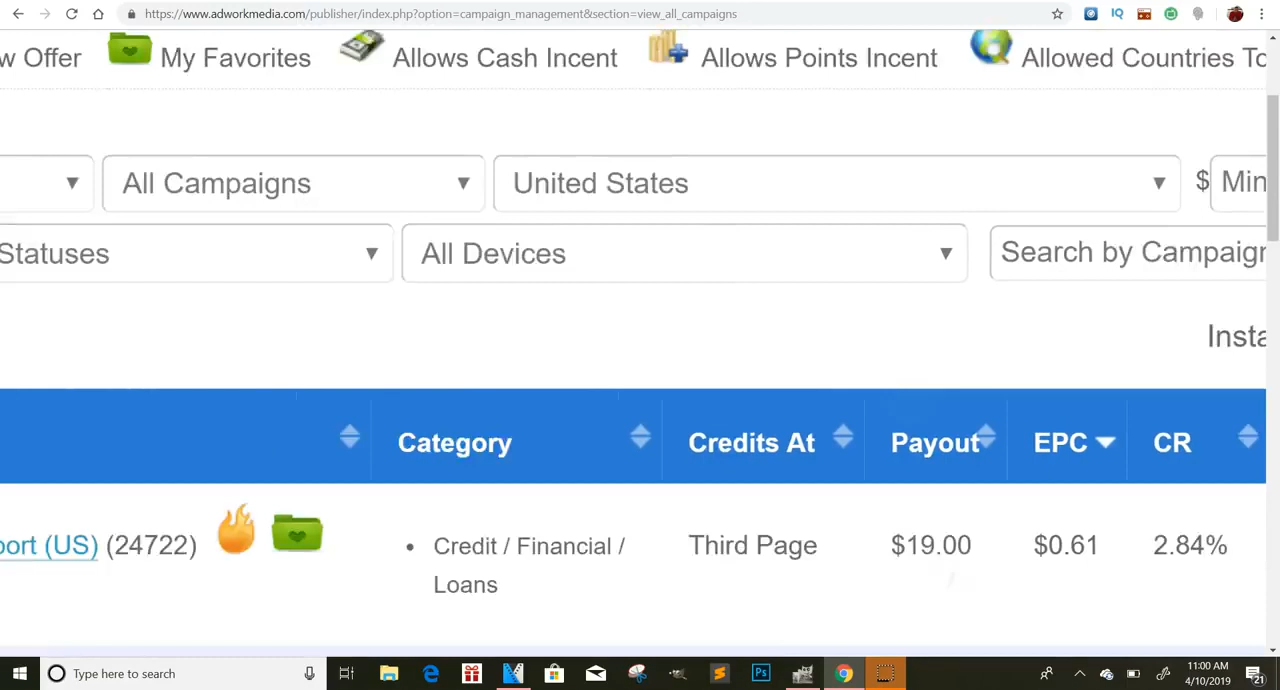 https://www.adworkmedia.com/publisher/index.php?option=campaign_management&section=view_all_campaigns
IQ
w Offer My Favorites Allows Cash Incent Allows Points Incent Allowed Countries To
All Campaigns United States $ Min
Statuses All Devices Search by Campaign
Insta
Category Credits At Payout EPC CR
port (US) (24722) • Credit / Financial / Third Page $19.00 $0.61 2.84%
Loans
Type here to search Ps 11:00 AM
4/10/2019 21